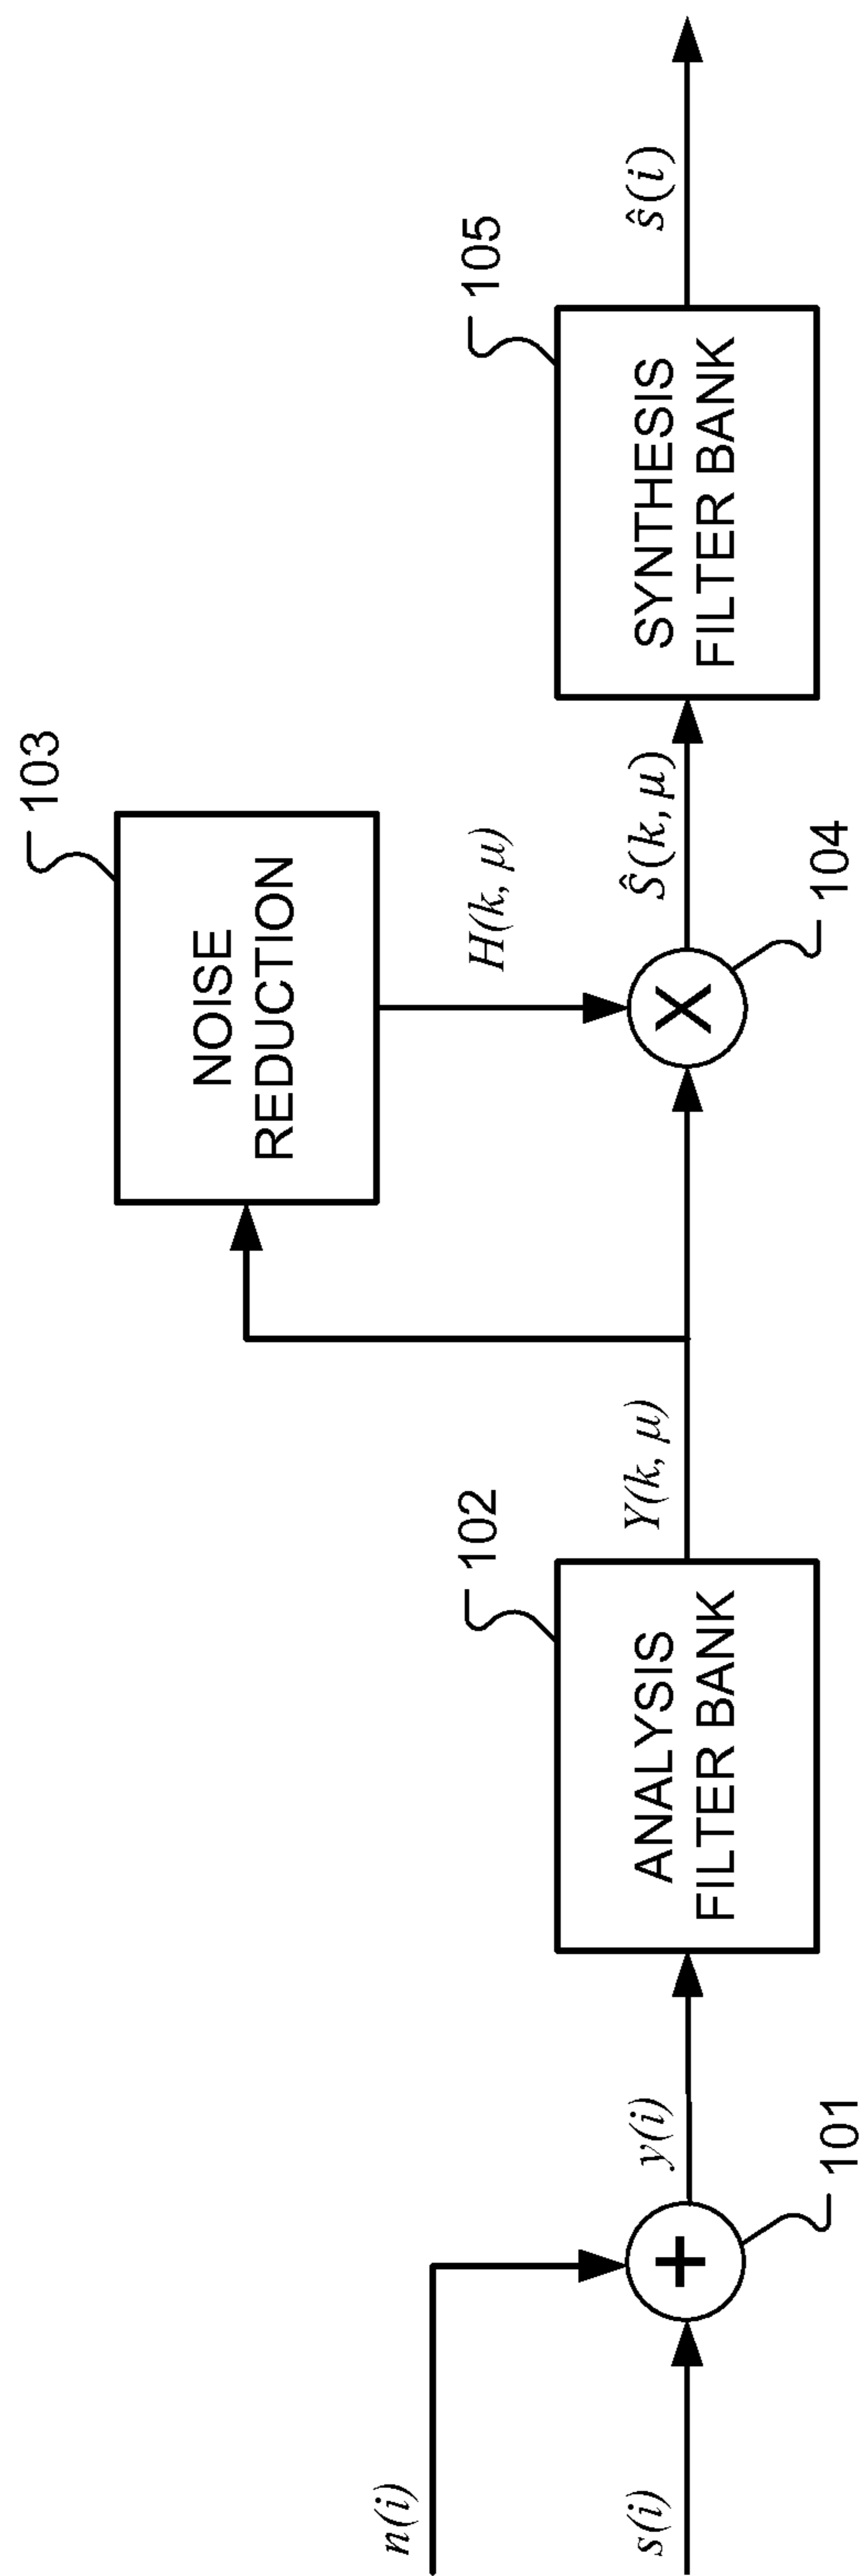 n(i)
s(i)
+
101
y(i)
102
ANALYSIS
FILTER BANK
Y(k, μ)
103
NOISE
REDUCTION
H(k, μ)
X
104
Ŝ(k, μ)
105
SYNTHESIS
FILTER BANK
ŝ(i)